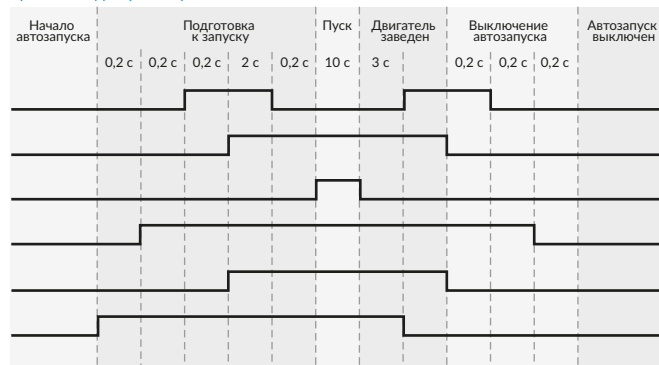 Начало
автозапуска
Подготовка
к запуску
Пуск
Двигатель
заведен
Выключение
автозапуска
Автозапуск
выключен
0,2 с 0,2 с 0,2 с 2 с 0,2 с 10 с 3 с 0,2 с 0,2 с 0,2 с